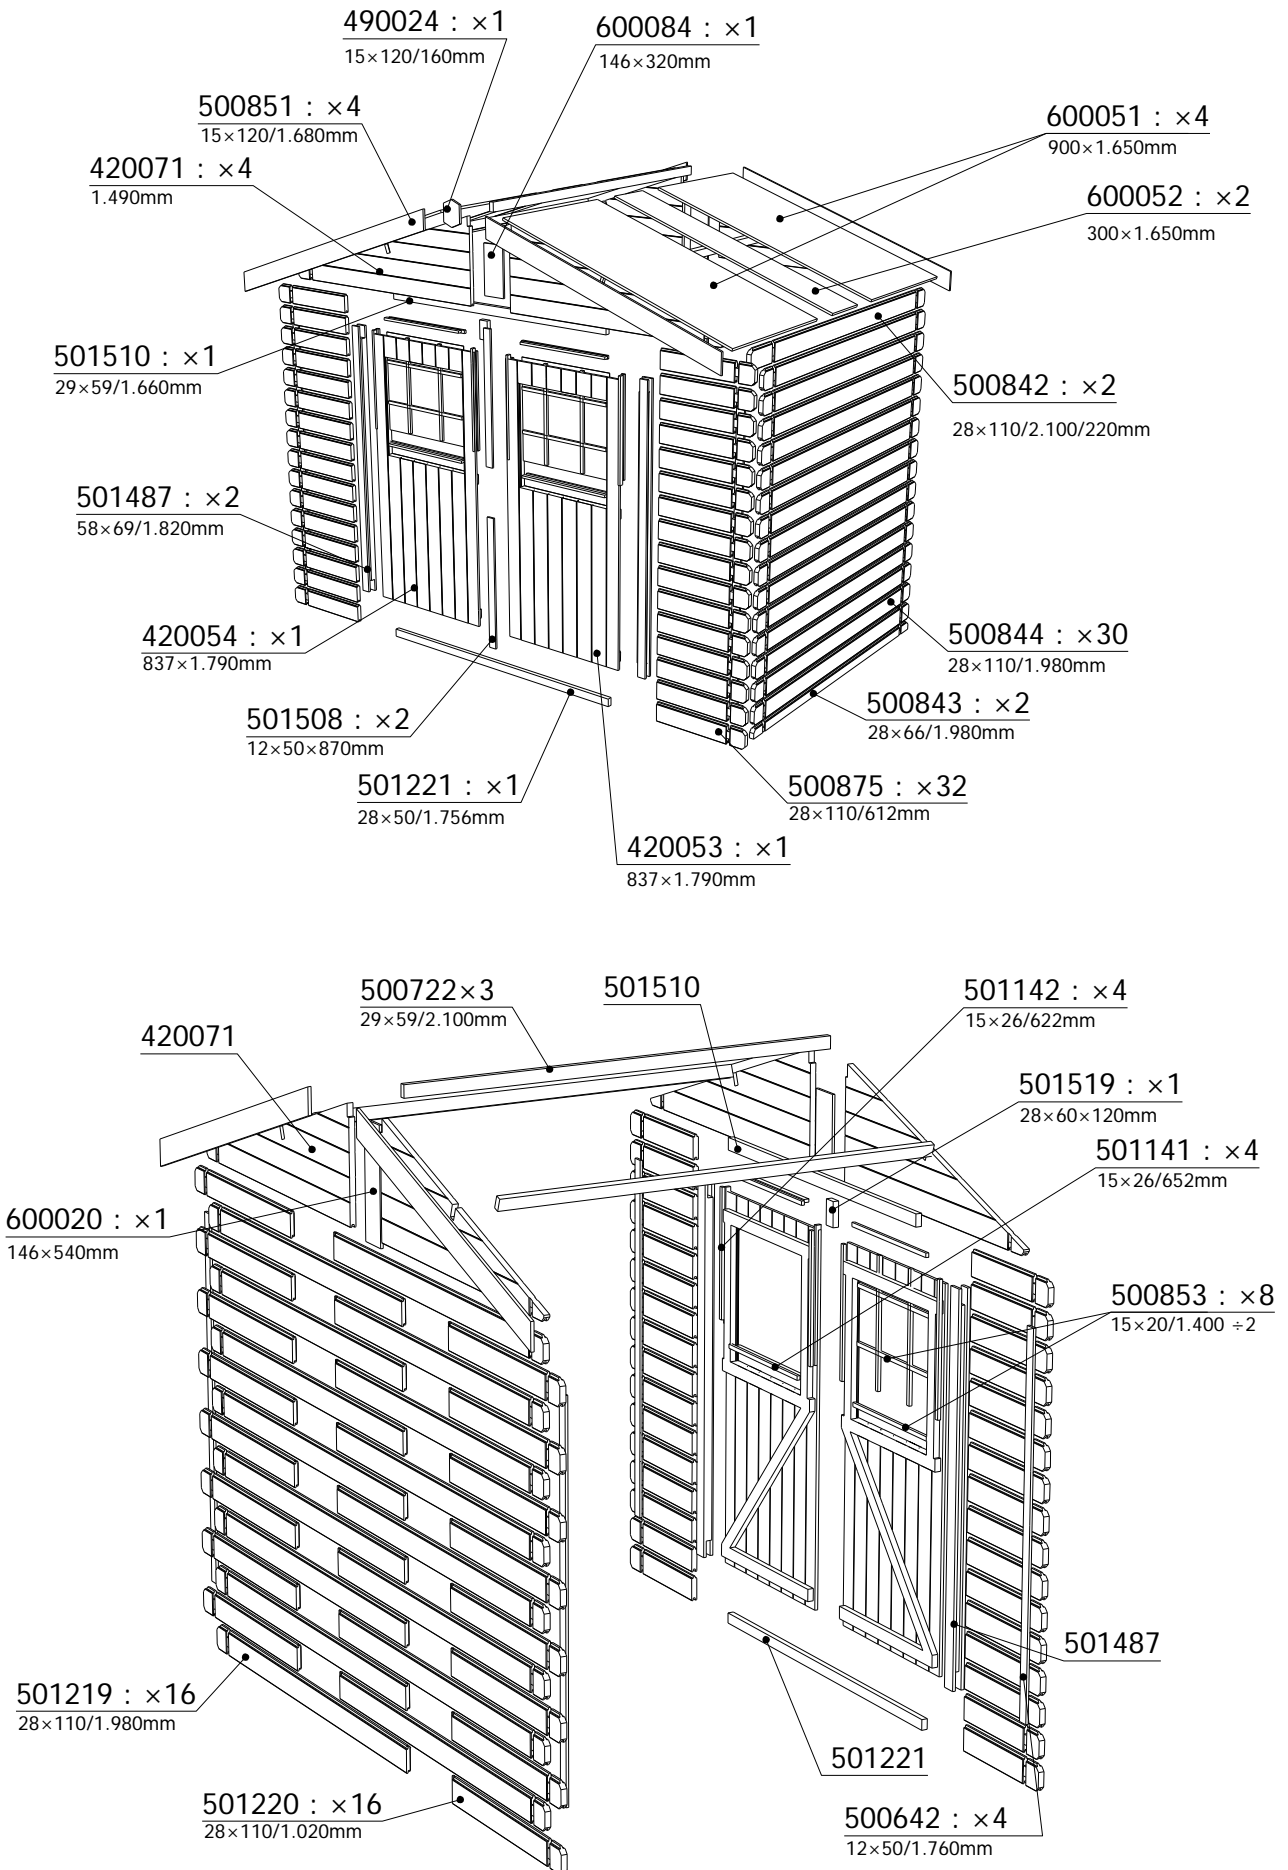 490024 : ×1
15×120/160mm
600084 : ×1
146×320mm
500851 : ×4
15×120/1.680mm
600051 : ×4
900×1.650mm
420071 : ×4
1.490mm
600052 : ×2
300×1.650mm
501510 : ×1
29×59/1.660mm
500842 : ×2
28×110/2.100/220mm
501487 : ×2
58×69/1.820mm
420054 : ×1
837×1.790mm
500844 : ×30
28×110/1.980mm
501508 : ×2
12×50×870mm
500843 : ×2
28×66/1.980mm
501221 : ×1
28×50/1.756mm
500875 : ×32
28×110/612mm
420053 : ×1
837×1.790mm
500722×3
29×59/2.100mm
501510
501142 : ×4
15×26/622mm
420071
501519 : ×1
28×60×120mm
501141 : ×4
15×26/652mm
600020 : ×1
146×540mm
500853 : ×8
15×20/1.400 ÷2
501487
501219 : ×16
28×110/1.980mm
501221
501220 : ×16
28×110/1.020mm
500642 : ×4
12×50/1.760mm